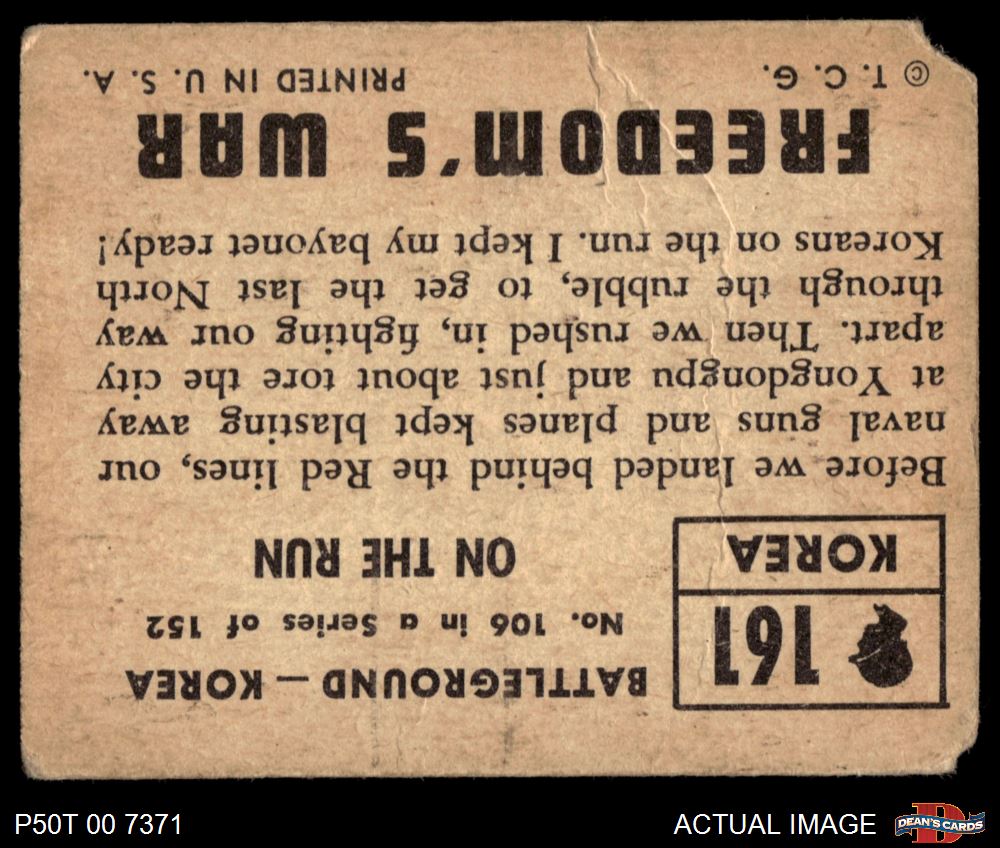 161
KOREA
BATTLEGROUND — KOREA
No. 106 in a Series of 152
ON THE RUN
Before we landed behind the Red lines, our
naval guns and planes kept blasting away
at Yongdongpu and just about tore the city
apart. Then we rushed in, fighting our way
through the rubble, to get the last North
Koreans on the run. I kept my bayonet ready!
FREEDOM'S WAR
© T. C. G.
PRINTED IN U. S. A.
P50T 00 7371
ACTUAL IMAGE
DEAN'S CARDS